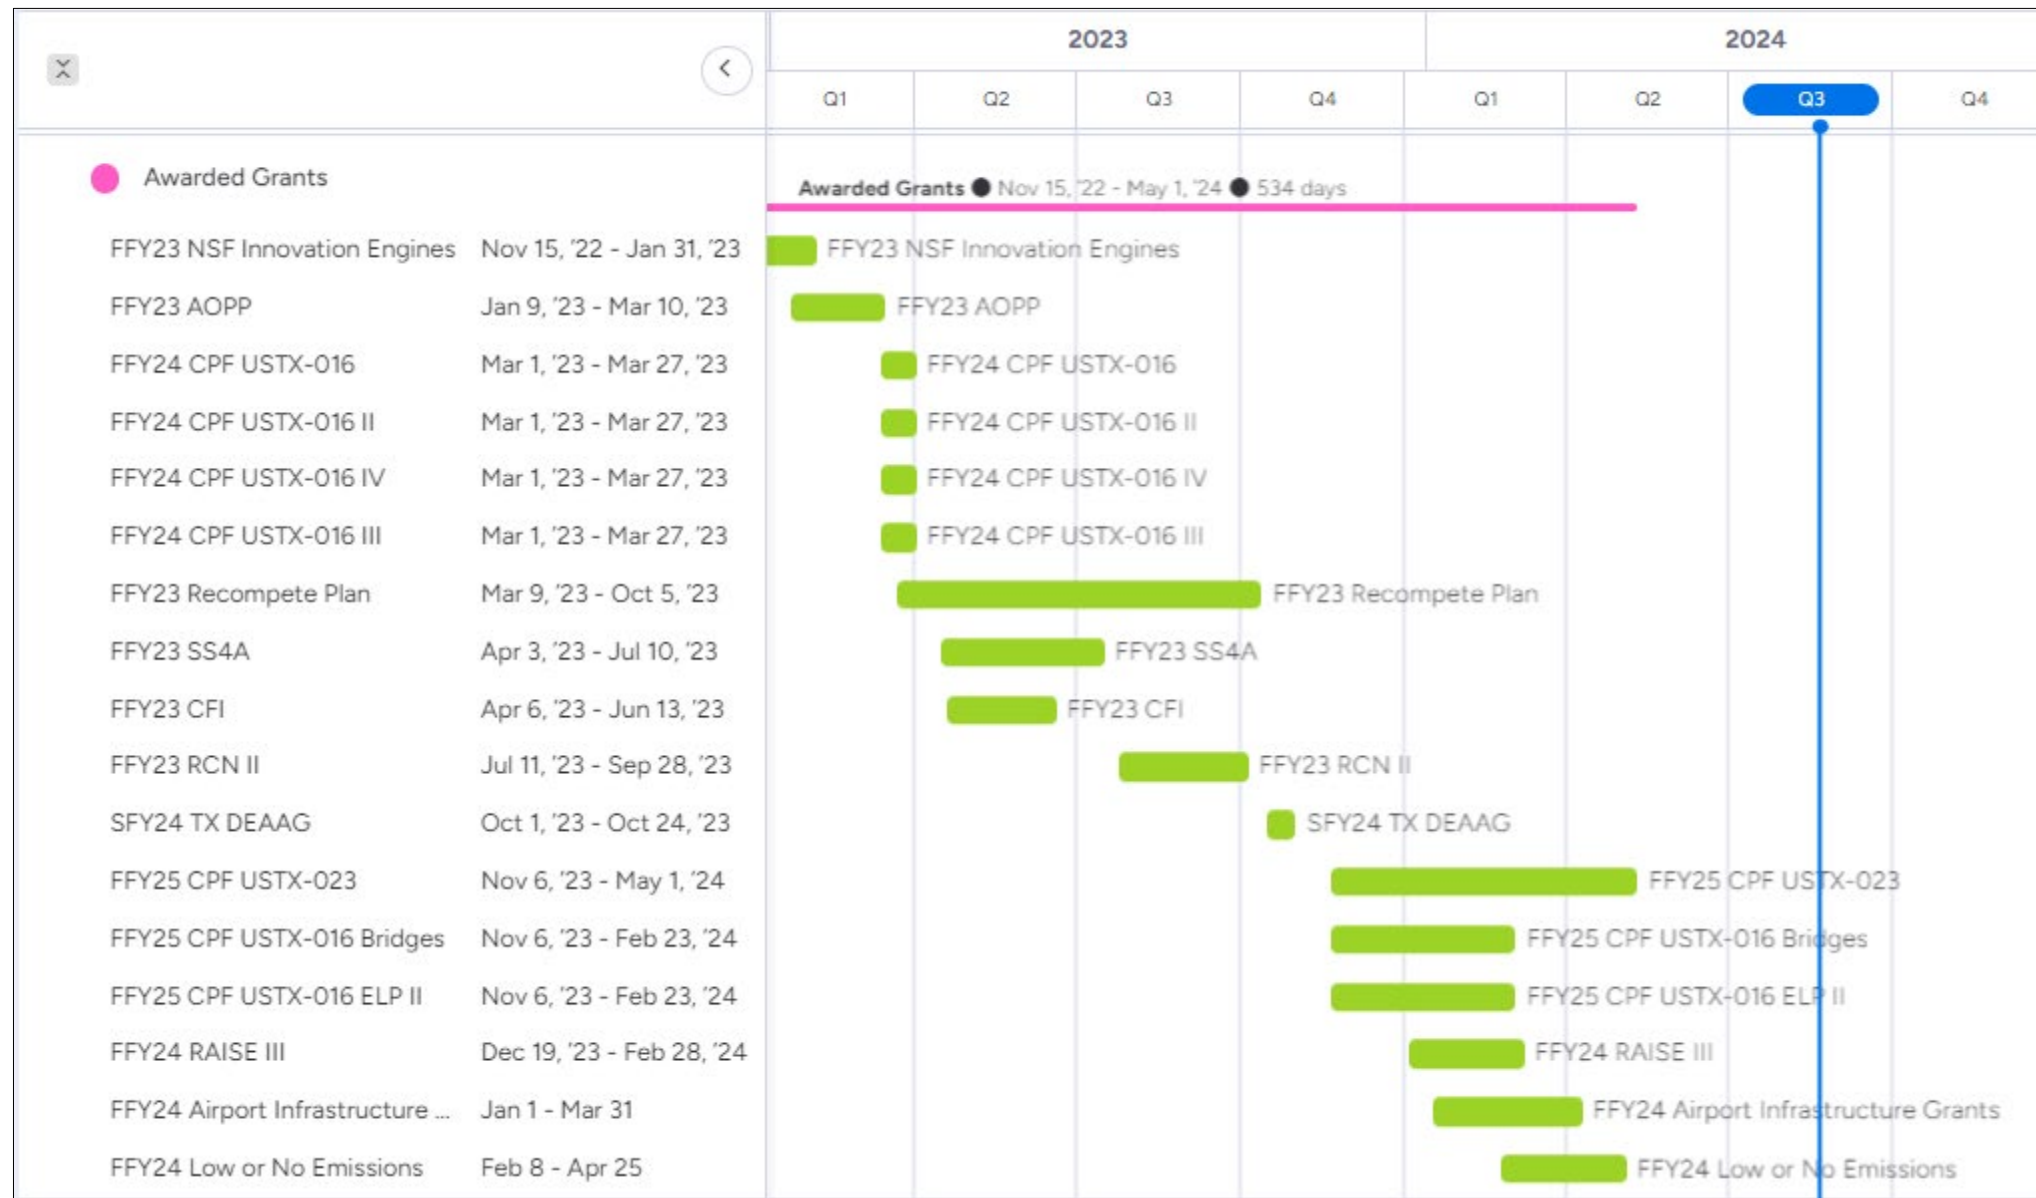 2023 2024
Q1 Q2 Q3 Q4 Q1 Q2 Q3 Q4
Awarded Grants
Awarded Grants ● Nov 15, '22 - May 1, '24 ● 534 days
FFY23 NSF Innovation Engines Nov 15, '22 - Jan 31, '23 FFY23 NSF Innovation Engines
FFY23 AOPP Jan 9, '23 - Mar 10, '23 FFY23 AOPP
FFY24 CPF USTX-016 Mar 1, '23 - Mar 27, '23 FFY24 CPF USTX-016
FFY24 CPF USTX-016 II Mar 1, '23 - Mar 27, '23 FFY24 CPF USTX-016 II
FFY24 CPF USTX-016 IV Mar 1, '23 - Mar 27, '23 FFY24 CPF USTX-016 IV
FFY24 CPF USTX-016 III Mar 1, '23 - Mar 27, '23 FFY24 CPF USTX-016 III
FFY23 Recompete Plan Mar 9, '23 - Oct 5, '23 FFY23 Recompete Plan
FFY23 SS4A Apr 3, '23 - Jul 10, '23 FFY23 SS4A
FFY23 CFI Apr 6, '23 - Jun 13, '23 FFY23 CFI
FFY23 RCN II Jul 11, '23 - Sep 28, '23 FFY23 RCN II
SFY24 TX DEAAG Oct 1, '23 - Oct 24, '23 SFY24 TX DEAAG
FFY25 CPF USTX-023 Nov 6, '23 - May 1, '24 FFY25 CPF USTX-023
FFY25 CPF USTX-016 Bridges Nov 6, '23 - Feb 23, '24 FFY25 CPF USTX-016 Bridges
FFY25 CPF USTX-016 ELP II Nov 6, '23 - Feb 23, '24 FFY25 CPF USTX-016 ELP II
FFY24 RAISE III Dec 19, '23 - Feb 28, '24 FFY24 RAISE III
FFY24 Airport Infrastructure ... Jan 1 - Mar 31 FFY24 Airport Infrastructure Grants
FFY24 Low or No Emissions Feb 8 - Apr 25 FFY24 Low or No Emissions